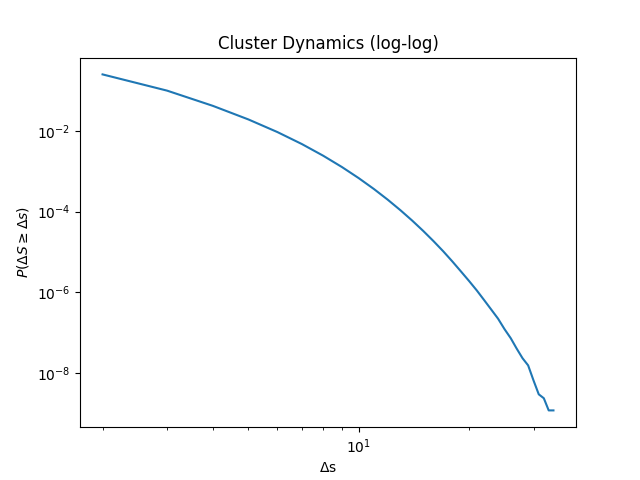 Cluster Dynamics (log-log)
10⁻²
10⁻⁴
10⁻⁶
10⁻⁸
P(ΔS ≥ Δs)
10¹
Δs